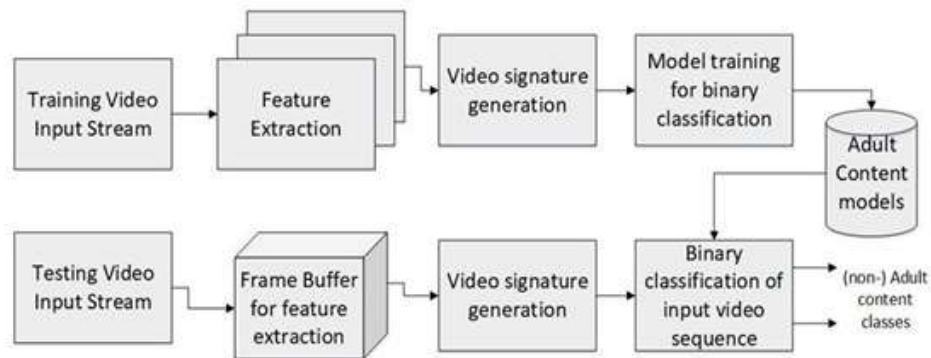 Training Video
Input Stream
Feature
Extraction
Video signature
generation
Model training
for binary
classification
Adult
Content
models
Testing Video
Input Stream
Frame Buffer
for feature
extraction
Video signature
generation
Binary
classification of
input video
sequence
(non-) Adult
content
classes